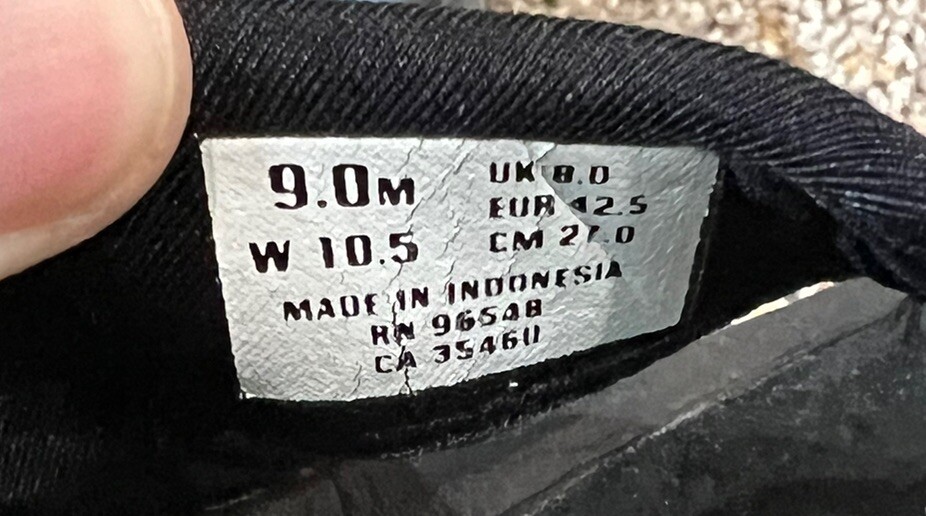 9.0M
W 10.5
UK 8.0
EUR 42.5
CM 27.0
MADE IN INDONESIA
RN 96548
CA 35460